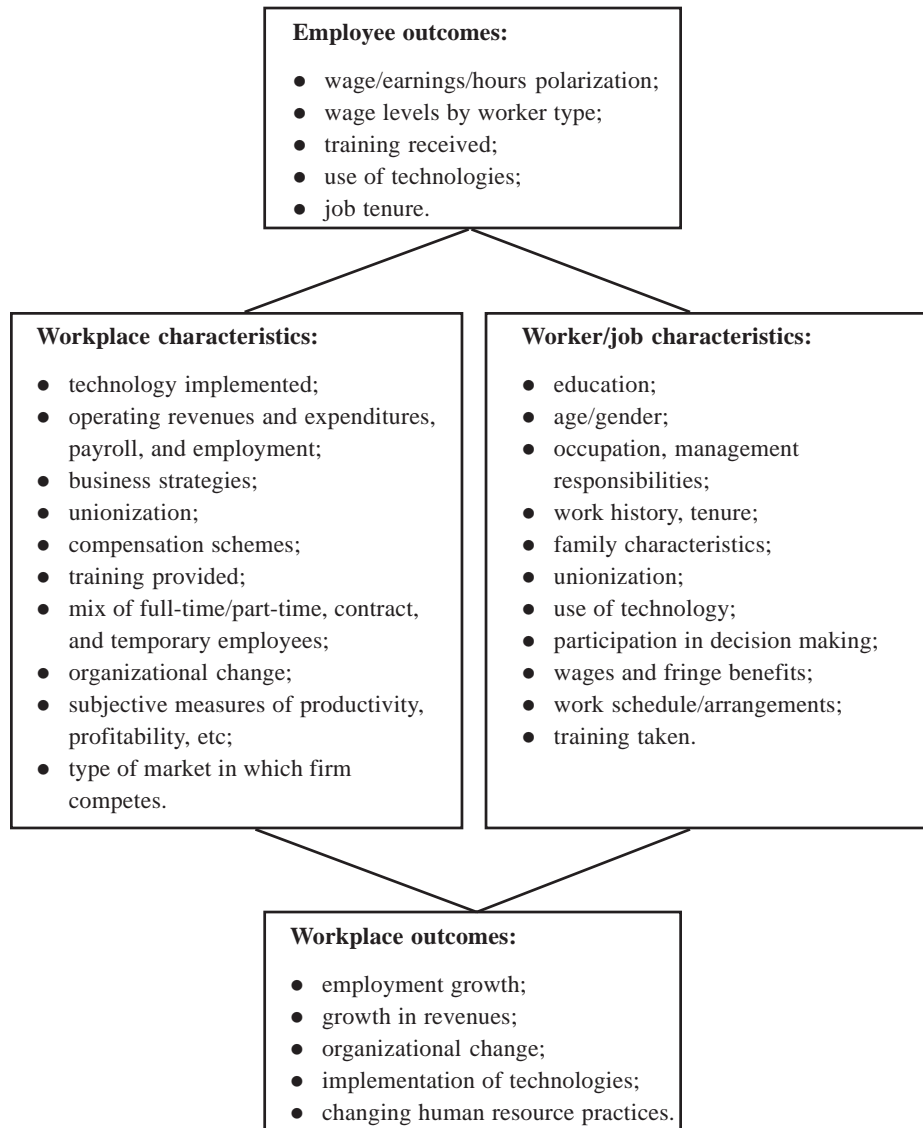 Employee outcomes:
● wage/earnings/hours polarization;
● wage levels by worker type;
● training received;
● use of technologies;
● job tenure.
Workplace characteristics:
● technology implemented;
● operating revenues and expenditures,
payroll, and employment;
● business strategies;
● unionization;
● compensation schemes;
● training provided;
● mix of full-time/part-time, contract,
and temporary employees;
● organizational change;
● subjective measures of productivity,
profitability, etc;
● type of market in which firm
competes.
Worker/job characteristics:
● education;
● age/gender;
● occupation, management
responsibilities;
● work history, tenure;
● family characteristics;
● unionization;
● use of technology;
● participation in decision making;
● wages and fringe benefits;
● work schedule/arrangements;
● training taken.
Workplace outcomes:
● employment growth;
● growth in revenues;
● organizational change;
● implementation of technologies;
● changing human resource practices.